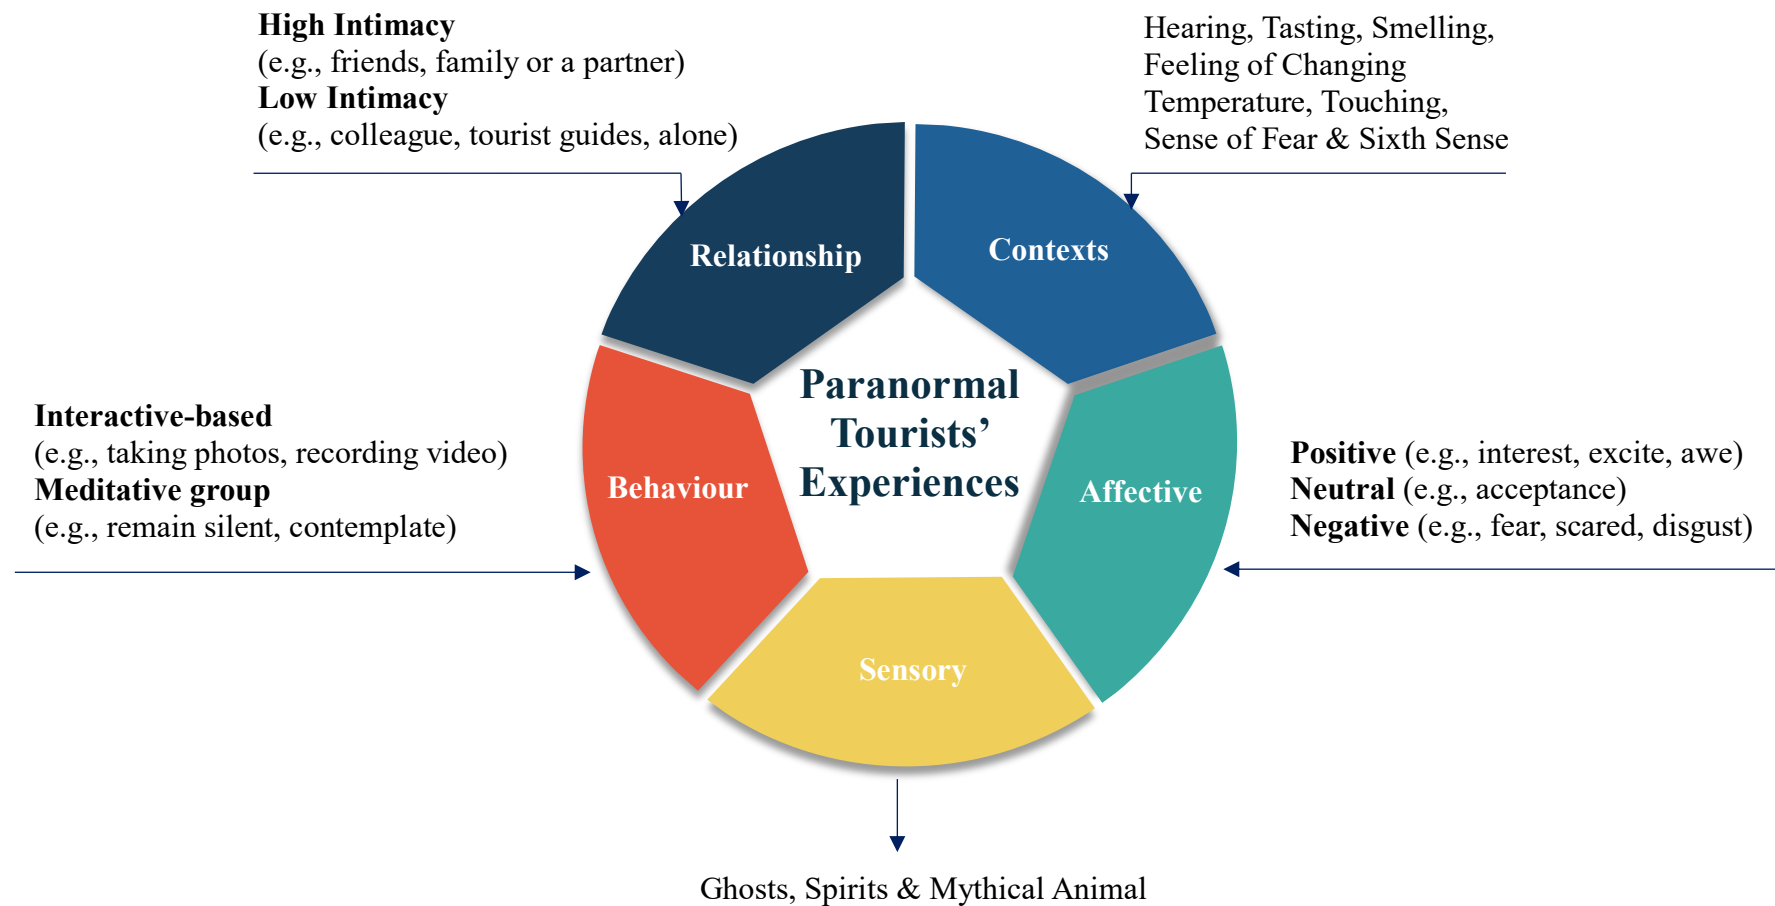 High Intimacy
(e.g., friends, family or a partner)
Low Intimacy
(e.g., colleague, tourist guides, alone)
Hearing, Tasting, Smelling,
Feeling of Changing
Temperature, Touching,
Sense of Fear & Sixth Sense
Relationship
Contexts
Paranormal
Tourists’
Experiences
Interactive-based
(e.g., taking photos, recording video)
Meditative group
(e.g., remain silent, contemplate)
Behaviour
Affective
Positive (e.g., interest, excite, awe)
Neutral (e.g., acceptance)
Negative (e.g., fear, scared, disgust)
Sensory
Ghosts, Spirits & Mythical Animal